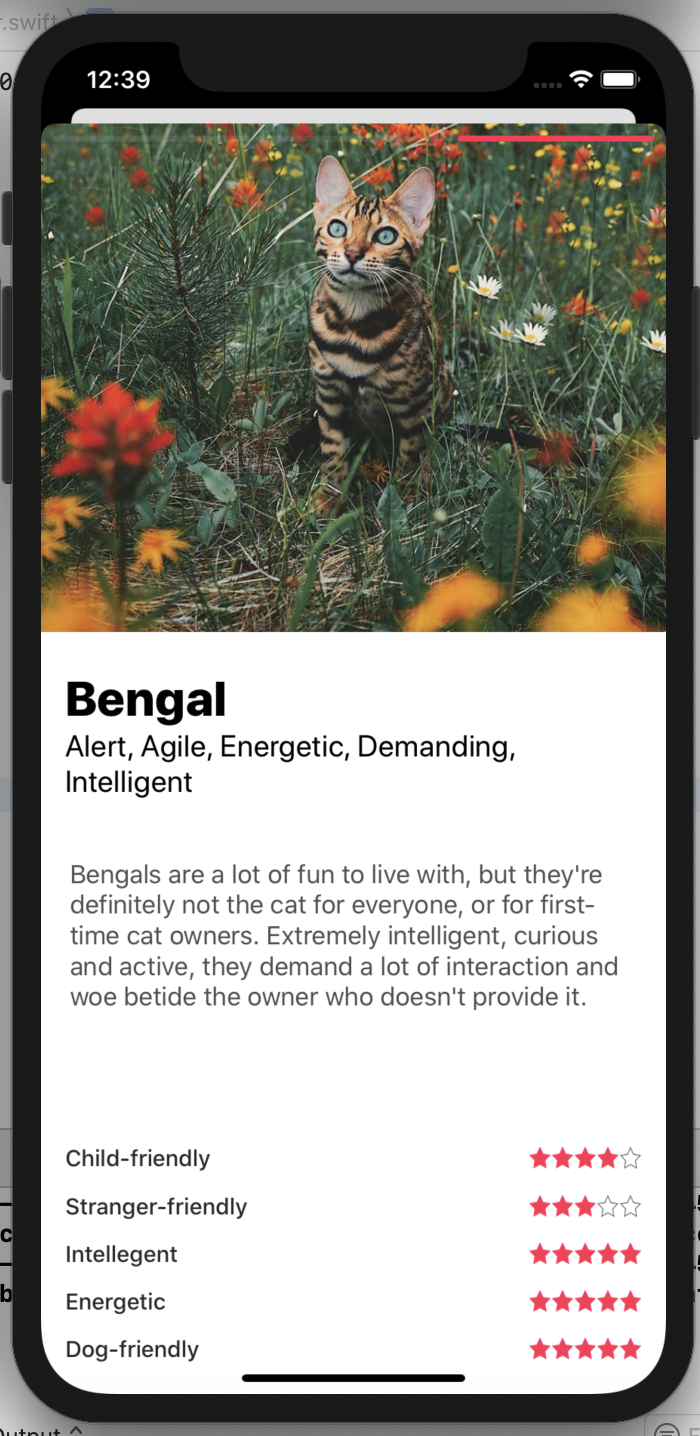 r.swift
12:39
Bengal
Alert, Agile, Energetic, Demanding,
Intelligent
Bengals are a lot of fun to live with, but they're
definitely not the cat for everyone, or for first-
time cat owners. Extremely intelligent, curious
and active, they demand a lot of interaction and
woe betide the owner who doesn't provide it.
Child-friendly
Stranger-friendly
Intellegent
Energetic
Dog-friendly